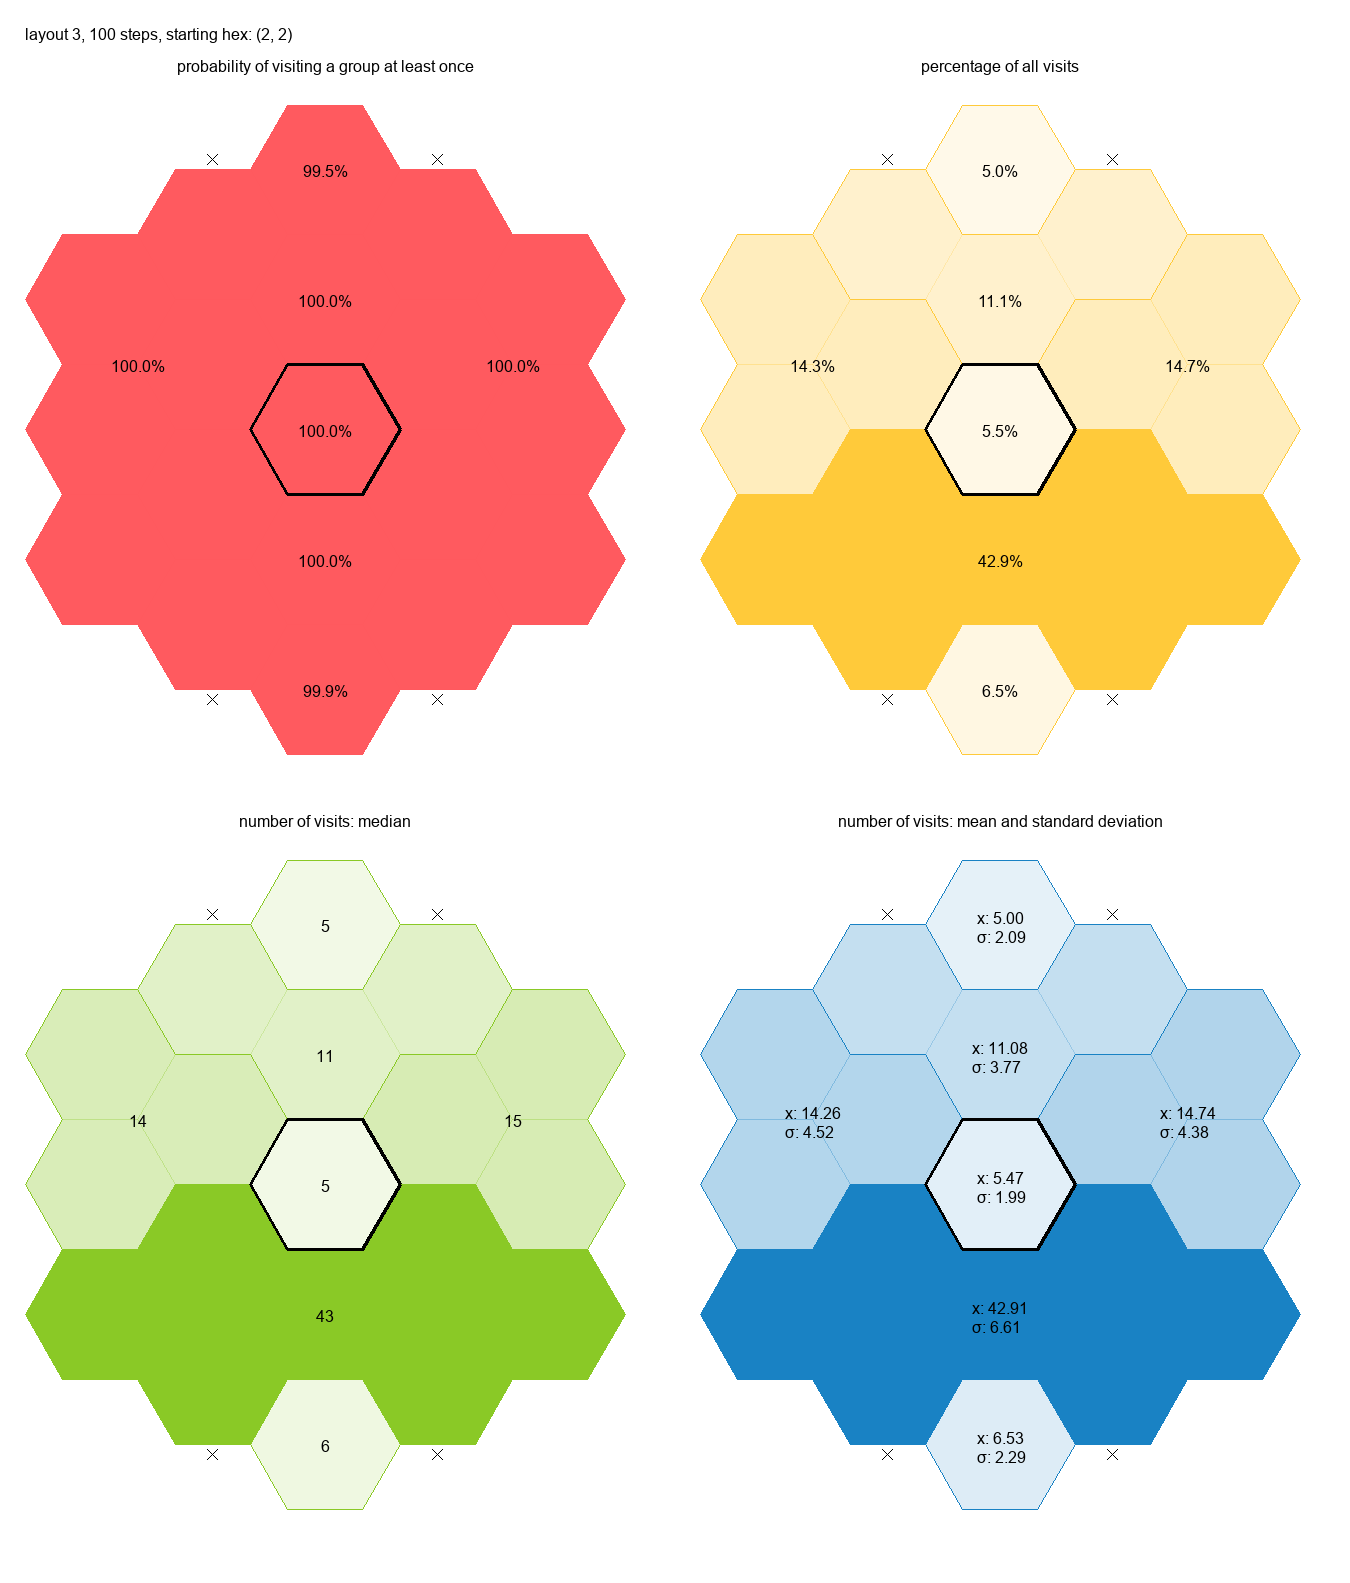 layout 3, 100 steps, starting hex: (2, 2)
probability of visiting a group at least once
99.5%
100.0%
100.0%
100.0%
100.0%
100.0%
99.9%
percentage of all visits
5.0%
11.1%
14.3%
14.7%
5.5%
42.9%
6.5%
number of visits: median
5
11
14
15
5
43
6
number of visits: mean and standard deviation
x: 5.00
σ: 2.09
x: 11.08
σ: 3.77
x: 14.26
σ: 4.52
x: 14.74
σ: 4.38
x: 5.47
σ: 1.99
x: 42.91
σ: 6.61
x: 6.53
σ: 2.29